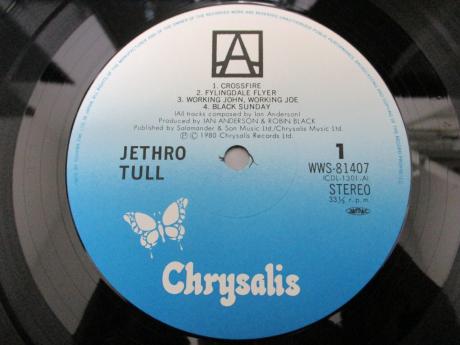 A
1. CROSSFIRE
2. FYLINGDALE FLYER
3. WORKING JOHN, WORKING JOE
4. BLACK SUNDAY
(All tracks composed by Ian Anderson)
Produced by IAN ANDERSON & ROBIN BLACK
Published by Salamander & Son Music Ltd./Chrysalis Music Ltd.
Ⓟ © 1980 Chrysalis Records Ltd.
JETHRO
TULL
1
WWS-81407
(CDL-1301.A)
STEREO
33⅓ r.p.m.
Chrysalis